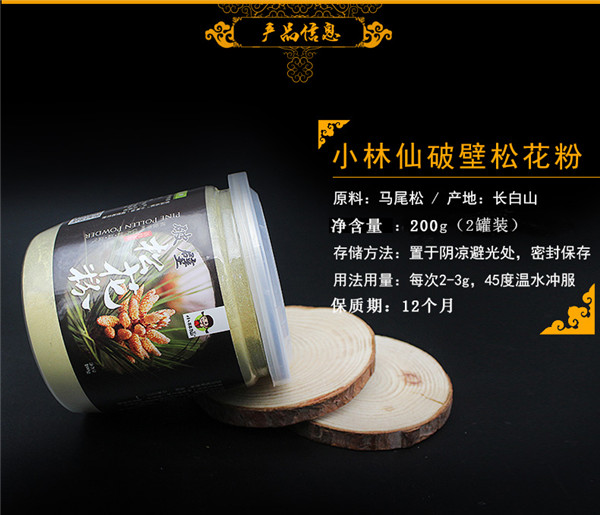 产品信息
小林仙破壁松花粉
原料：马尾松 / 产地：长白山
净含量 ：200g（2罐装）
存储方法：置于阴凉避光处，密封保存
用法用量：每次2-3g，45度温水冲服
保质期：12个月
PINE POLLEN POWDER
破壁
松花粉